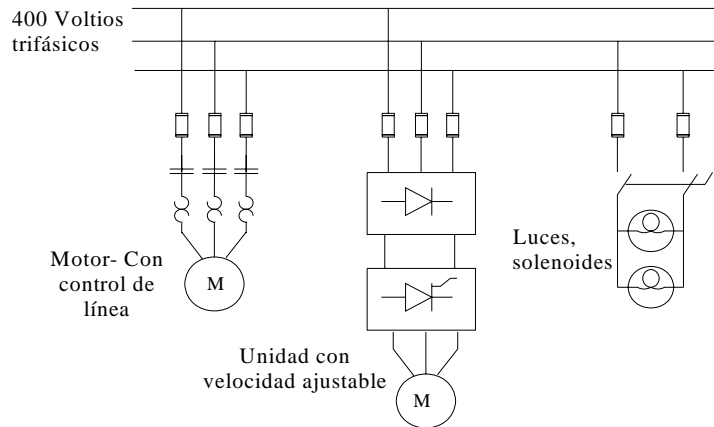 400 Voltios
trifásicos
Motor- Con
control de
línea
M
Unidad con
velocidad ajustable
M
Luces,
solenoides